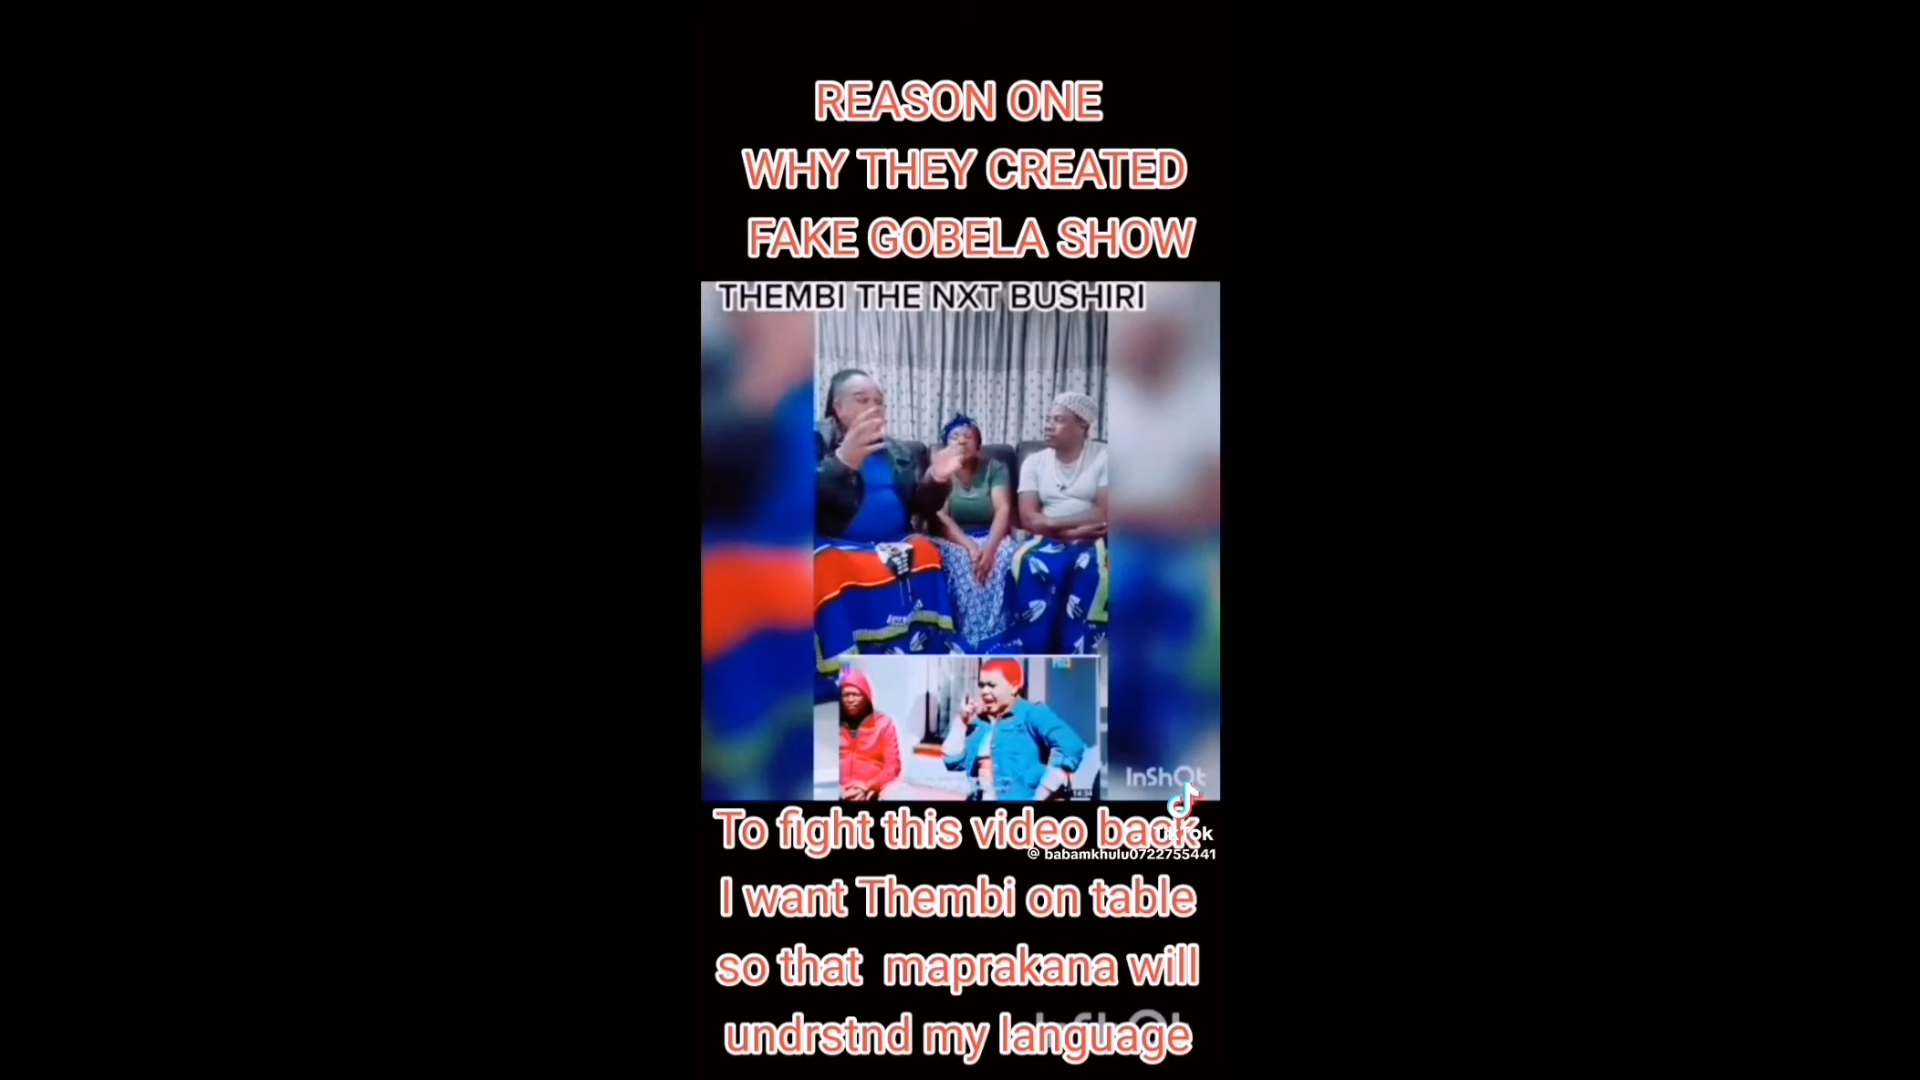 REASON ONE
WHY THEY CREATED
FAKE GOBELA SHOW
THEMBI THE NXT BUSHIRI
InShOt
To fight this video back
TikTok
@ babamkhulu0722755441
I want Thembi on table
so that maprakana will
undrstnd my language